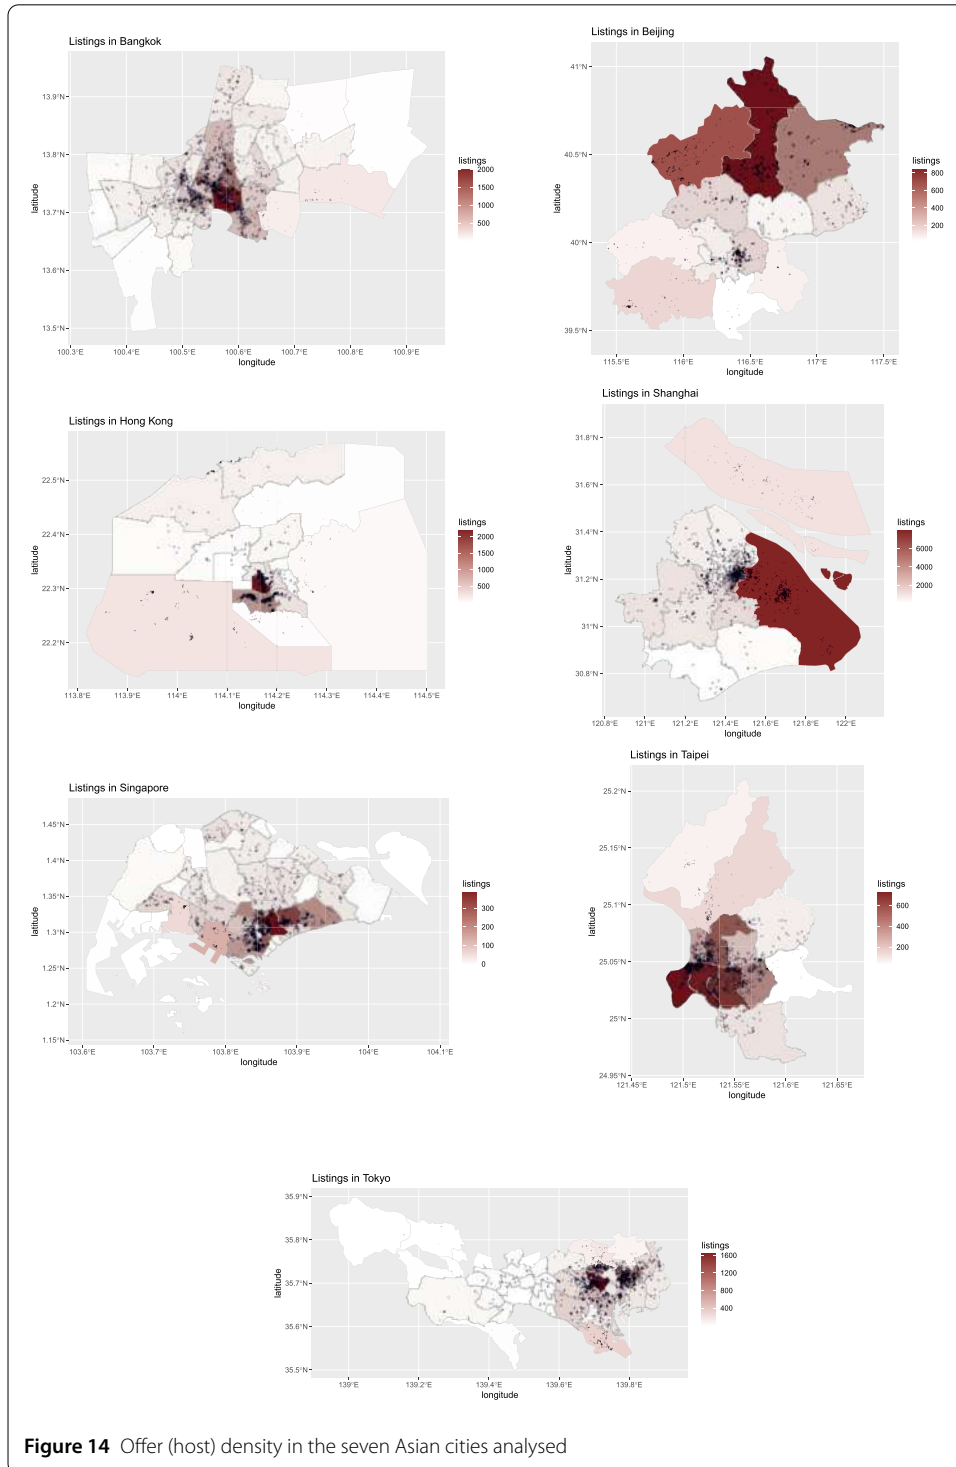 Listings in Bangkok
13.9°N
13.8°N
13.7°N
13.6°N
13.5°N
100.3°E 100.4°E 100.5°E 100.6°E 100.7°E 100.8°E 100.9°E
longitude
latitude
listings
2000
1500
1000
500
Listings in Beijing
41°N
40.5°N
40°N
39.5°N
115.5°E 116°E 116.5°E 117°E 117.5°E
longitude
latitude
listings
800
600
400
200
Listings in Hong Kong
22.5°N
22.4°N
22.3°N
22.2°N
113.8°E 113.9°E 114°E 114.1°E 114.2°E 114.3°E 114.4°E 114.5°E
longitude
latitude
listings
2000
1500
1000
500
Listings in Shanghai
31.8°N
31.6°N
31.4°N
31.2°N
31°N
30.8°N
120.8°E 121°E 121.2°E 121.4°E 121.6°E 121.8°E 122°E
longitude
latitude
listings
6000
4000
2000
Listings in Singapore
1.45°N
1.4°N
1.35°N
1.3°N
1.25°N
1.2°N
1.15°N
103.6°E 103.7°E 103.8°E 103.9°E 104°E 104.1°E
longitude
latitude
listings
300
200
100
0
Listings in Taipei
25.2°N
25.15°N
25.1°N
25.05°N
25°N
24.95°N
121.45°E 121.5°E 121.55°E 121.6°E 121.65°E
longitude
latitude
listings
600
400
200
Listings in Tokyo
35.9°N
35.8°N
35.7°N
35.6°N
35.5°N
139°E 139.2°E 139.4°E 139.6°E 139.8°E
longitude
latitude
listings
1600
1200
800
400
Figure 14 Offer (host) density in the seven Asian cities analysed